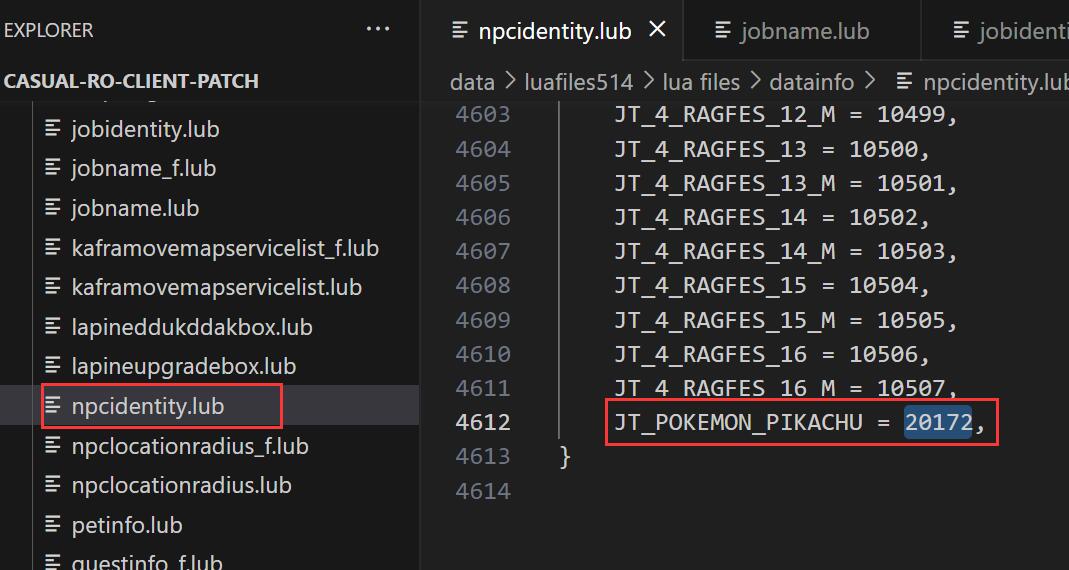 EXPLORER
CASUAL-RO-CLIENT-PATCH
jobidentity.lub
jobname_f.lub
jobname.lub
kaframovemapservicelist_f.lub
kaframovemapservicelist.lub
lapineddukddakbox.lub
lapineupgradebox.lub
npcidentity.lub
npclocationradius_f.lub
npclocationradius.lub
petinfo.lub
questinfo_f.lub
npcidentity.lub
jobname.lub
jobidenti
data > luafiles514 > lua files > datainfo > npcidentity.lub
4603 JT_4_RAGFES_12_M = 10499,
4604 JT_4_RAGFES_13 = 10500,
4605 JT_4_RAGFES_13_M = 10501,
4606 JT_4_RAGFES_14 = 10502,
4607 JT_4_RAGFES_14_M = 10503,
4608 JT_4_RAGFES_15 = 10504,
4609 JT_4_RAGFES_15_M = 10505,
4610 JT_4_RAGFES_16 = 10506,
4611 JT_4_RAGFES_16_M = 10507,
4612 JT_POKEMON_PIKACHU = 20172,
4613 }
4614